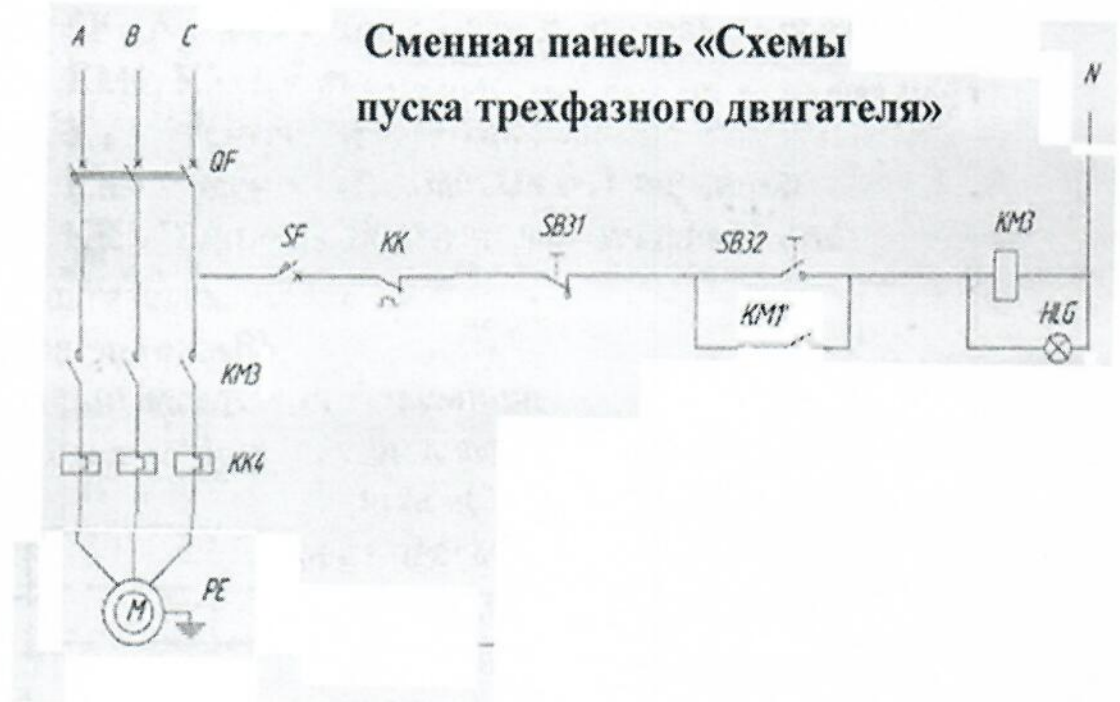 A B C
Сменная панель «Схемы
пуска трехфазного двигателя»
N
QF
SF
KK
SB31
SB32
KM3
KM1'
HLG
KM3
KK4
M
PE